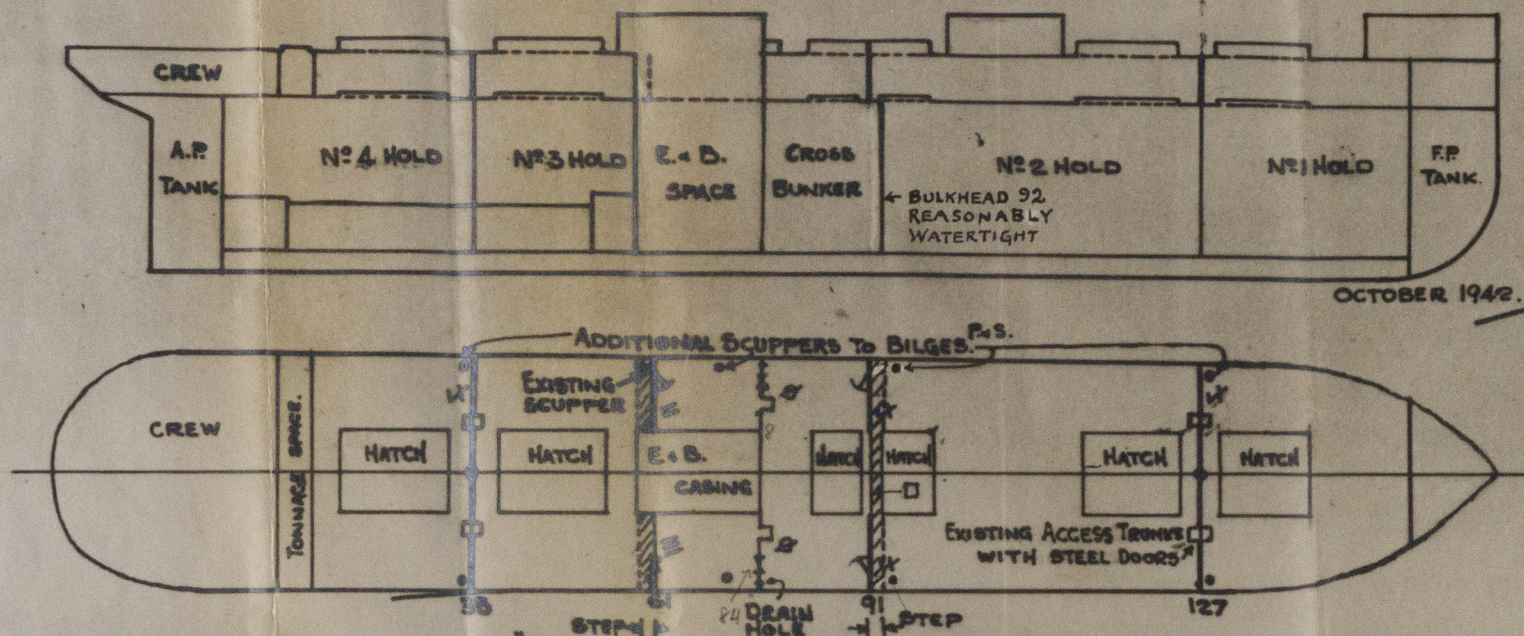 CREW
A.P.
TANK
Nº 4 HOLD
Nº 3 HOLD
E. & B.
SPACE
CROSS
BUNKER
← BULKHEAD 92
REASONABLY
WATERTIGHT
Nº 2 HOLD
Nº 1 HOLD
F.P.
TANK.
OCTOBER 1942.
ADDITIONAL SCUPPERS TO BILGES. P. & S.
EXISTING
SCUPPER
CREW
TONNAGE SPACE.
HATCH
HATCH
E. & B.
CASING
HATCH
HATCH
HATCH
HATCH
EXISTING ACCESS TRUNKS
WITH STEEL DOORS
84
DRAIN
HOLE
91
STEP
127
STEP